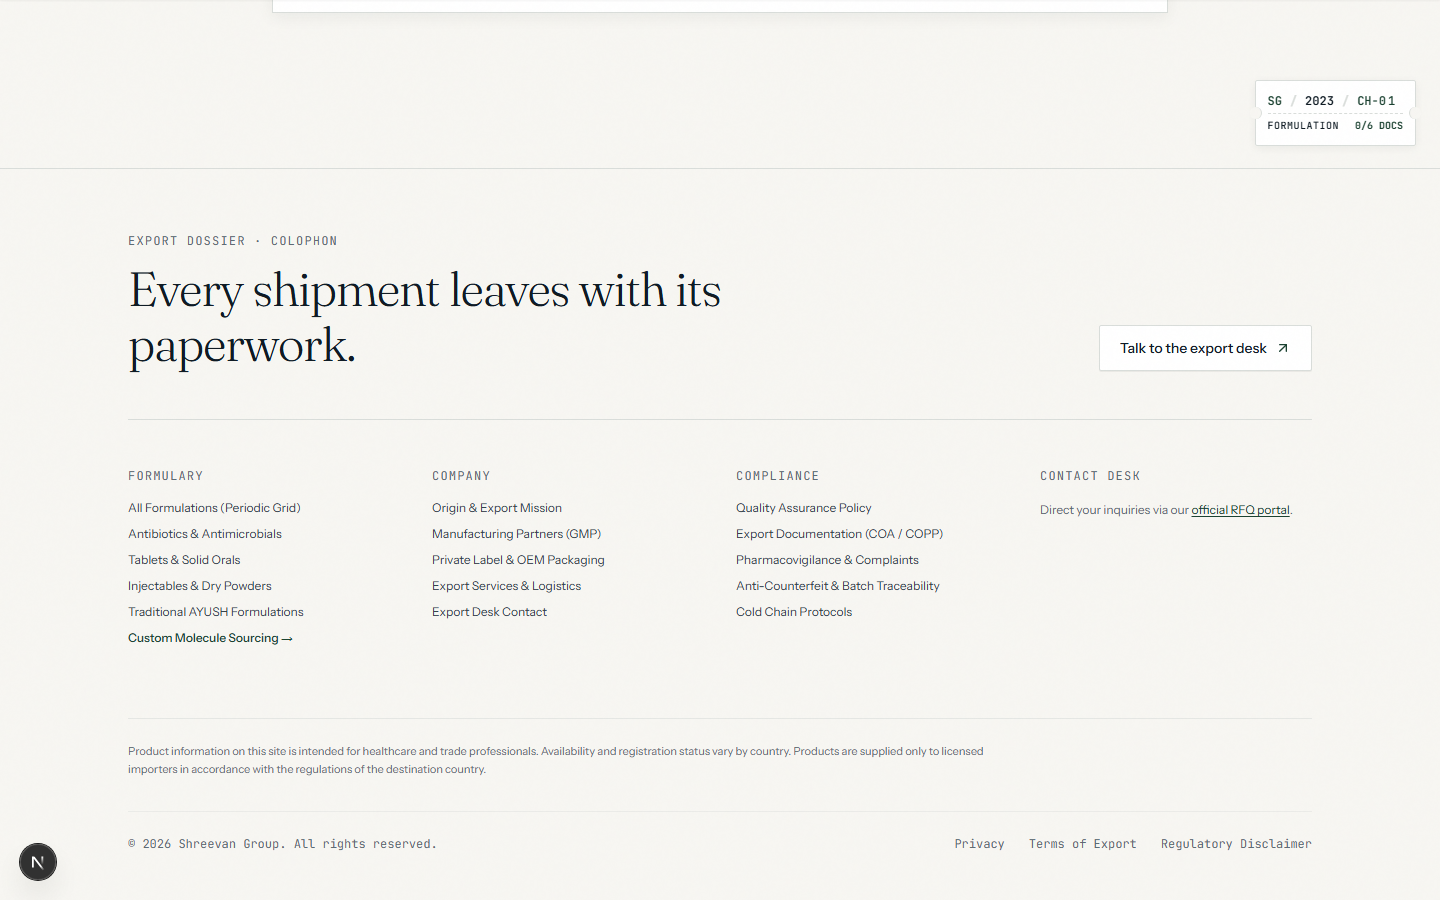 SG / 2023 / CH-01
FORMULATION 0/6 DOCS
EXPORT DOSSIER · COLOPHON
Every shipment leaves with its
paperwork.
Talk to the export desk ↗
FORMULARY
All Formulations (Periodic Grid)
Antibiotics & Antimicrobials
Tablets & Solid Orals
Injectables & Dry Powders
Traditional AYUSH Formulations
Custom Molecule Sourcing →
COMPANY
Origin & Export Mission
Manufacturing Partners (GMP)
Private Label & OEM Packaging
Export Services & Logistics
Export Desk Contact
COMPLIANCE
Quality Assurance Policy
Export Documentation (COA / COPP)
Pharmacovigilance & Complaints
Anti-Counterfeit & Batch Traceability
Cold Chain Protocols
CONTACT DESK
Direct your inquiries via our official RFQ portal.
Product information on this site is intended for healthcare and trade professionals. Availability and registration status vary by country. Products are supplied only to licensed
importers in accordance with the regulations of the destination country.
© 2026 Shreevan Group. All rights reserved.
Privacy Terms of Export Regulatory Disclaimer
N